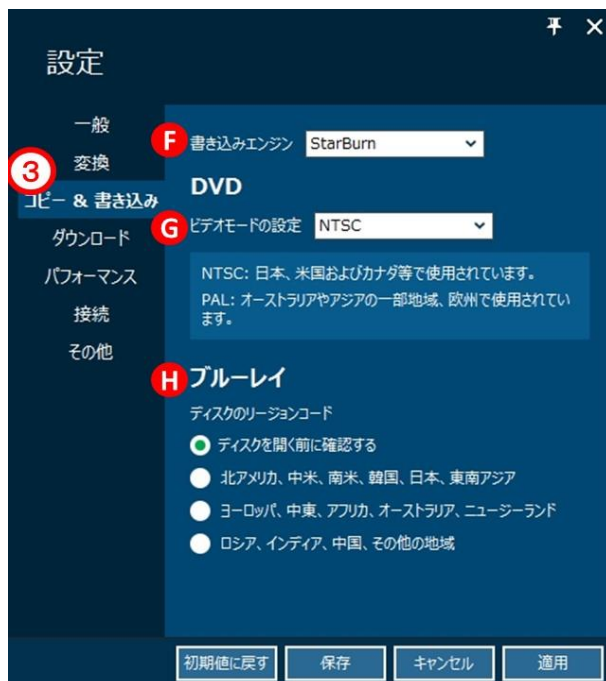 設定
一般
変換
③
コピー & 書き込み
ダウンロード
パフォーマンス
接続
その他
F 書き込みエンジン StarBurn
DVD
G ビデオモードの設定 NTSC
NTSC: 日本、米国およびカナダ等で使用されています。
PAL: オーストラリアやアジアの一部地域、欧州で使用されてい
ます。
H ブルーレイ
ディスクのリージョンコード
ディスクを開く前に確認する
北アメリカ、中米、南米、韓国、日本、東南アジア
ヨーロッパ、中東、アフリカ、オーストラリア、ニュージーランド
ロシア、インディア、中国、その他の地域
初期値に戻す 保存 キャンセル 適用